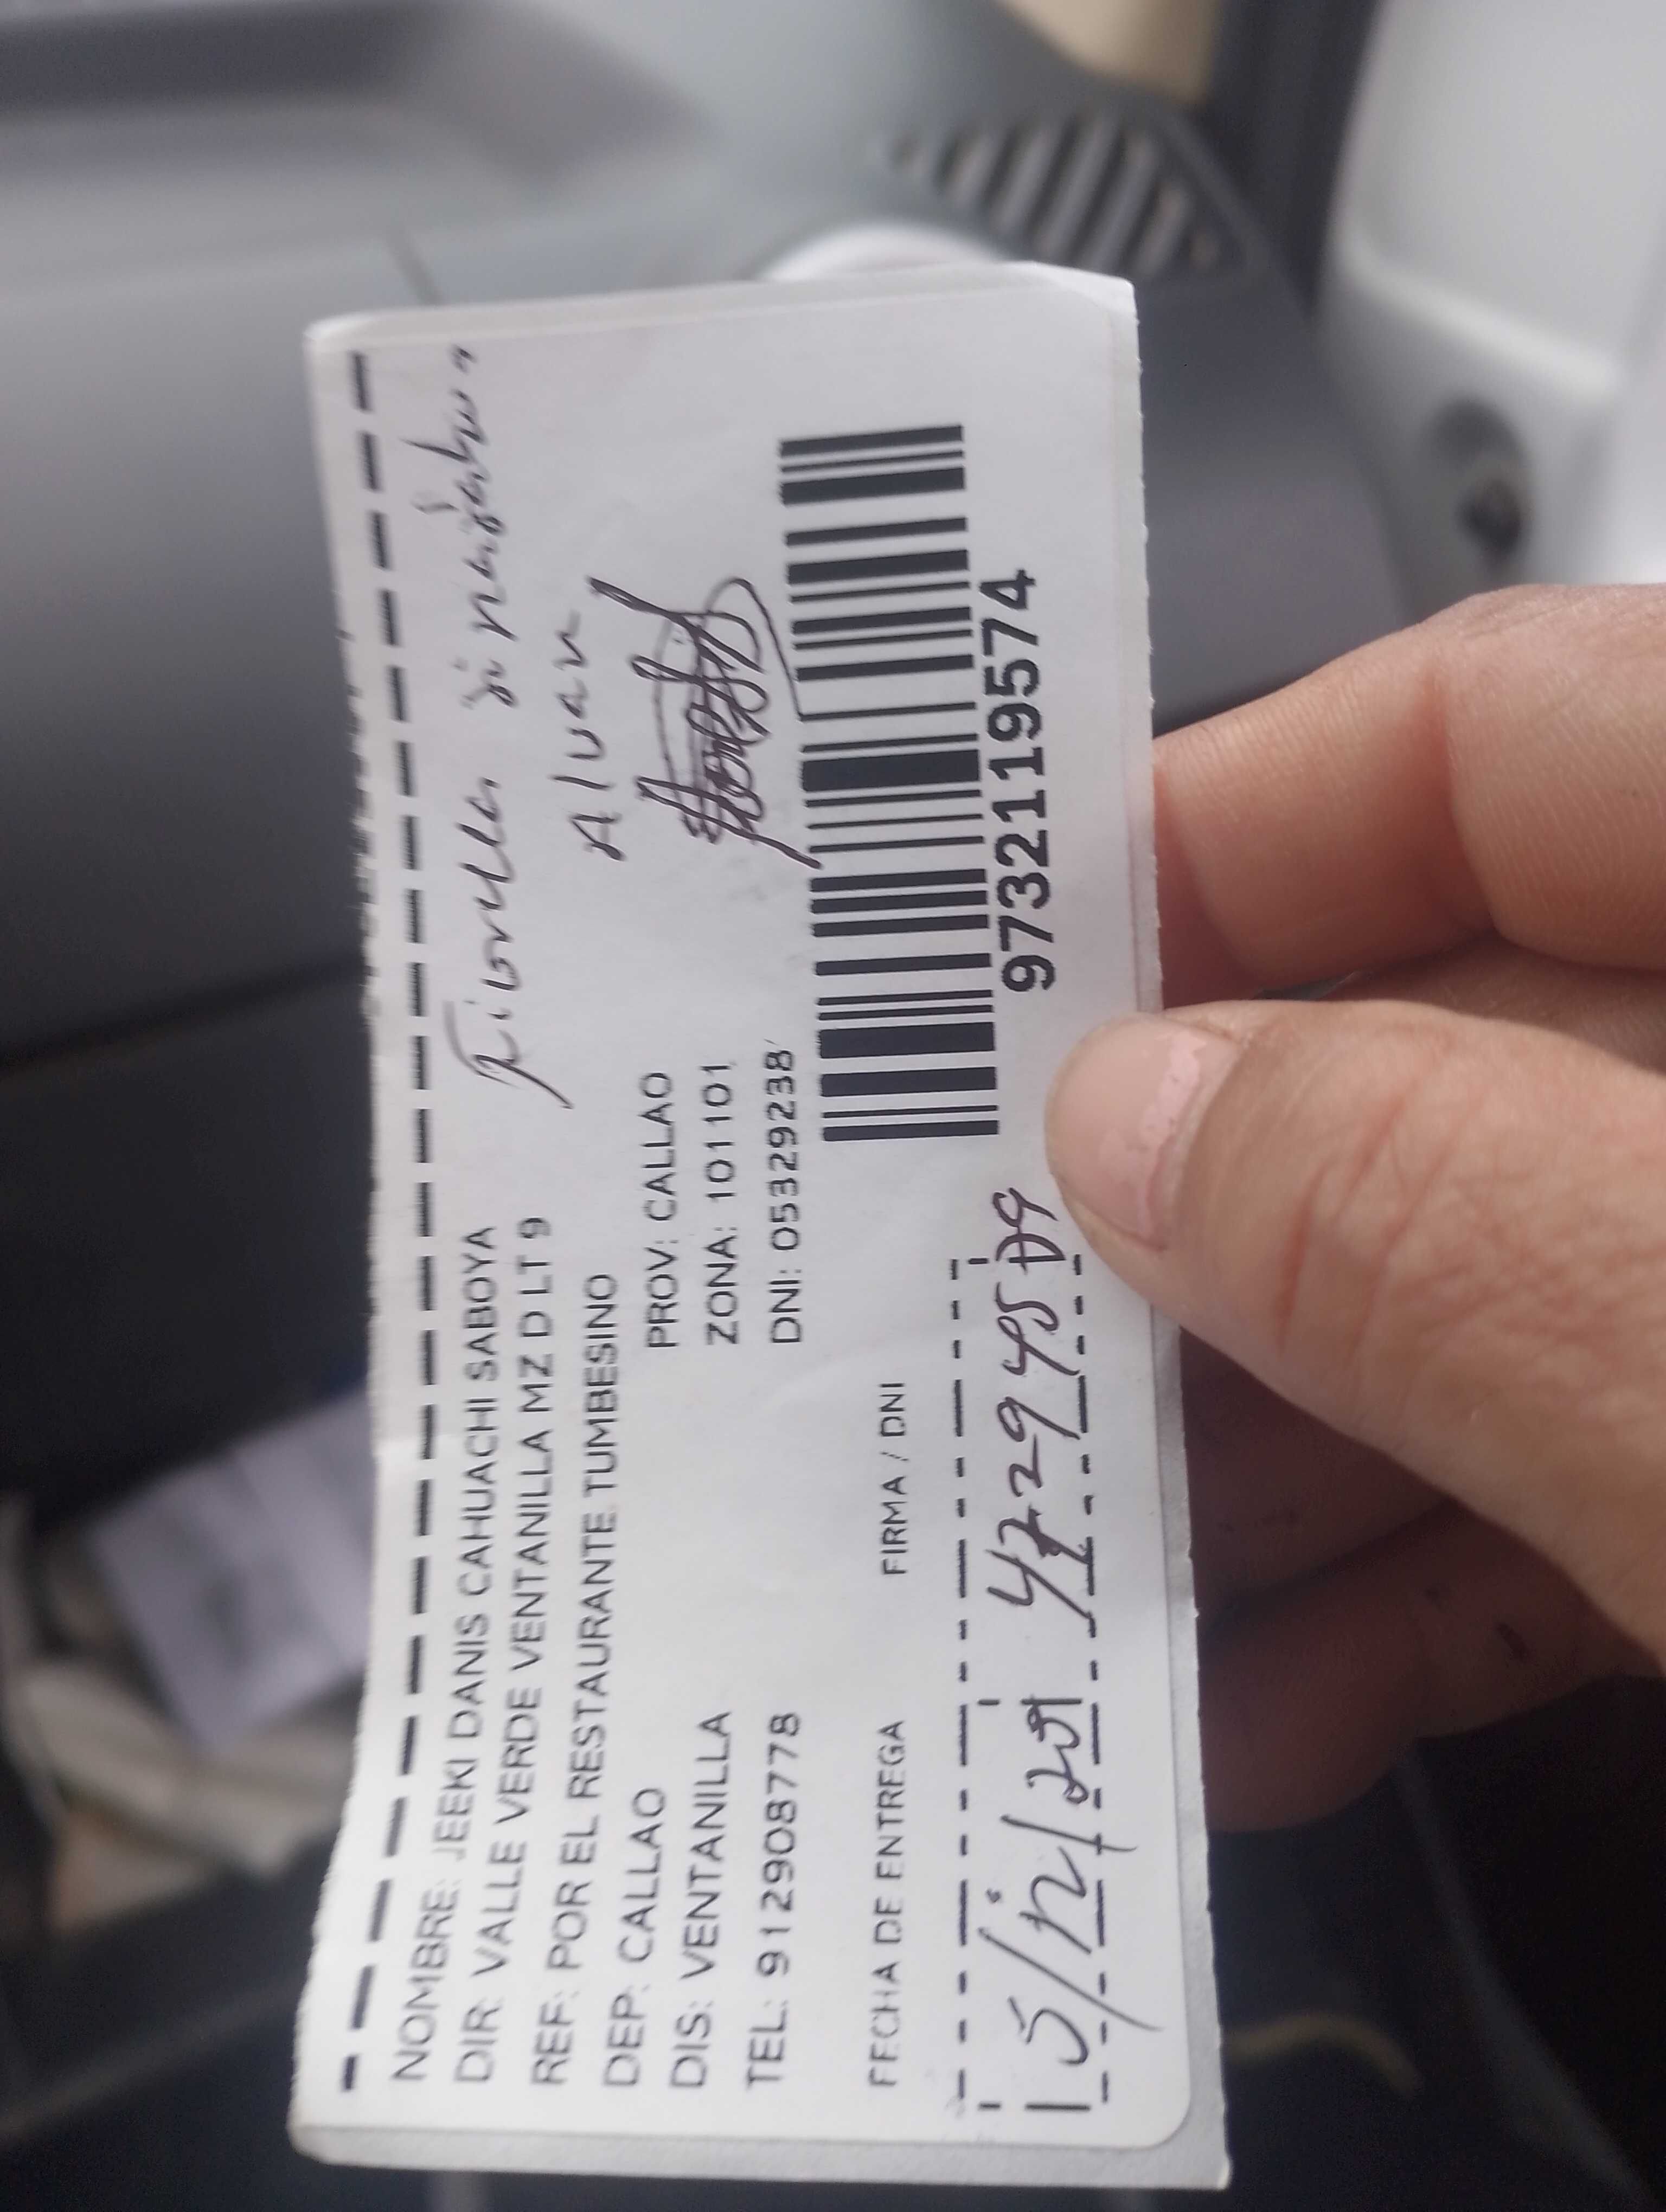 NOMBRE: JEEKI DANIS CAHUACHI SABOYA
DIR: VALLE VERDE VENTANILLA MZ D LT 9
REF: POR EL RESTAURANTE TUMBESINO
DEP: CALLAO PROV: CALLAO
DIS: VENTANILLA ZONA: 101101
TEL: 912908778 DNI: 05329238
Fiorella
FECHA DE ENTREGA FIRMA / DNI
9732119574